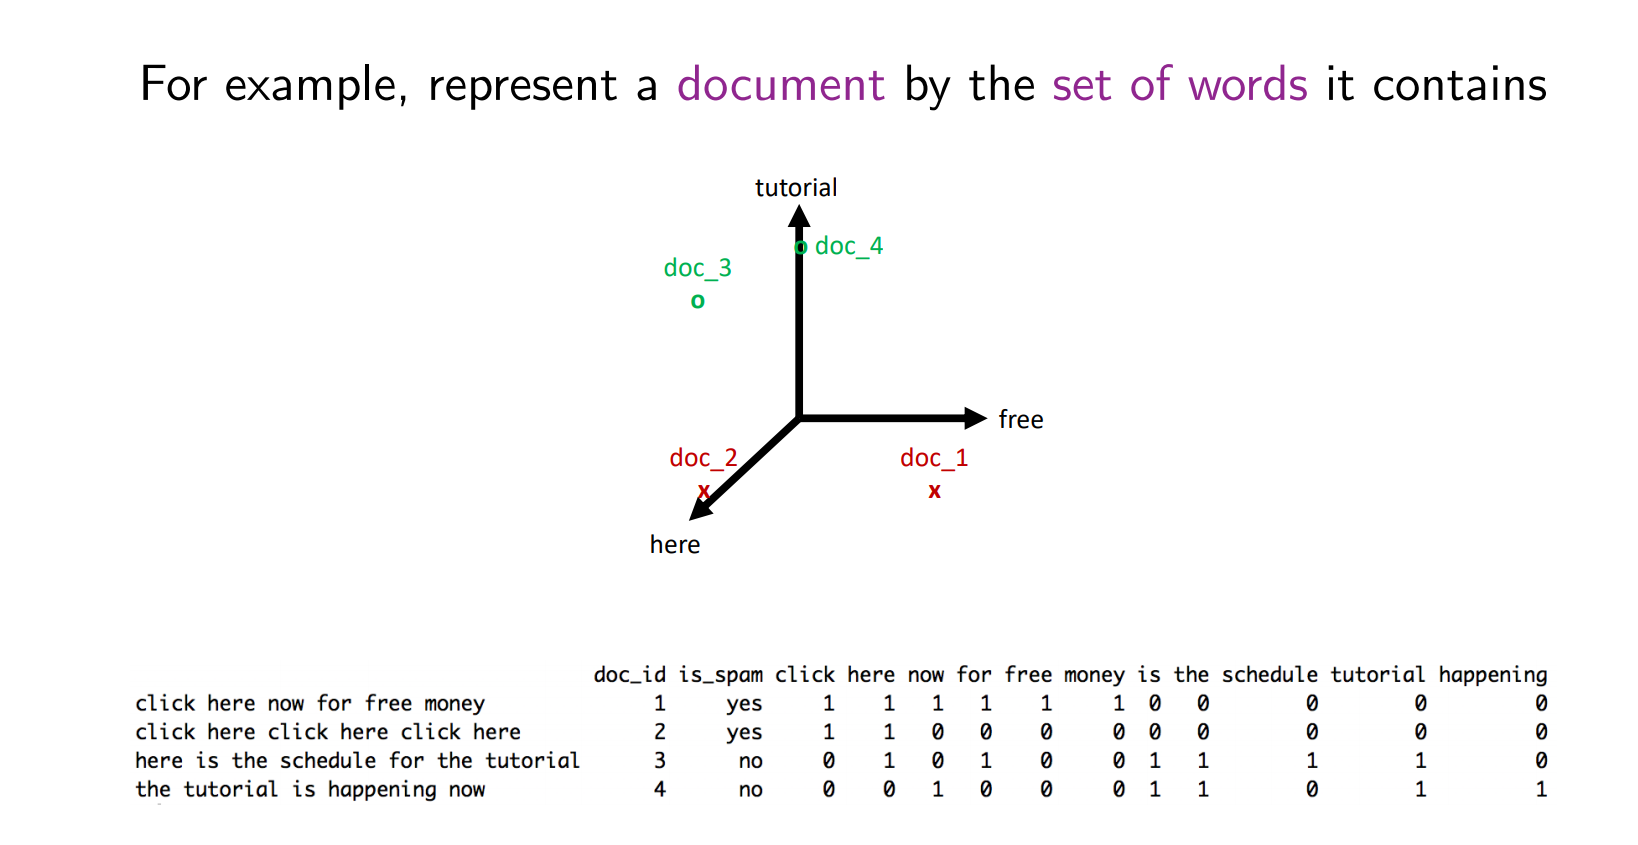 For example, represent a document by the set of words it contains
tutorial
o doc_4
doc_3
o
free
doc_2
x
doc_1
x
here
doc_id is_spam click here now for free money is the schedule tutorial happening
click here now for free money 1 yes 1 1 1 1 1 1 0 0 0 0 0
click here click here click here 2 yes 1 1 0 0 0 0 0 0 0 0 0
here is the schedule for the tutorial 3 no 0 1 0 1 0 0 1 1 1 1 0
the tutorial is happening now 4 no 0 0 1 0 0 0 1 1 0 1 1